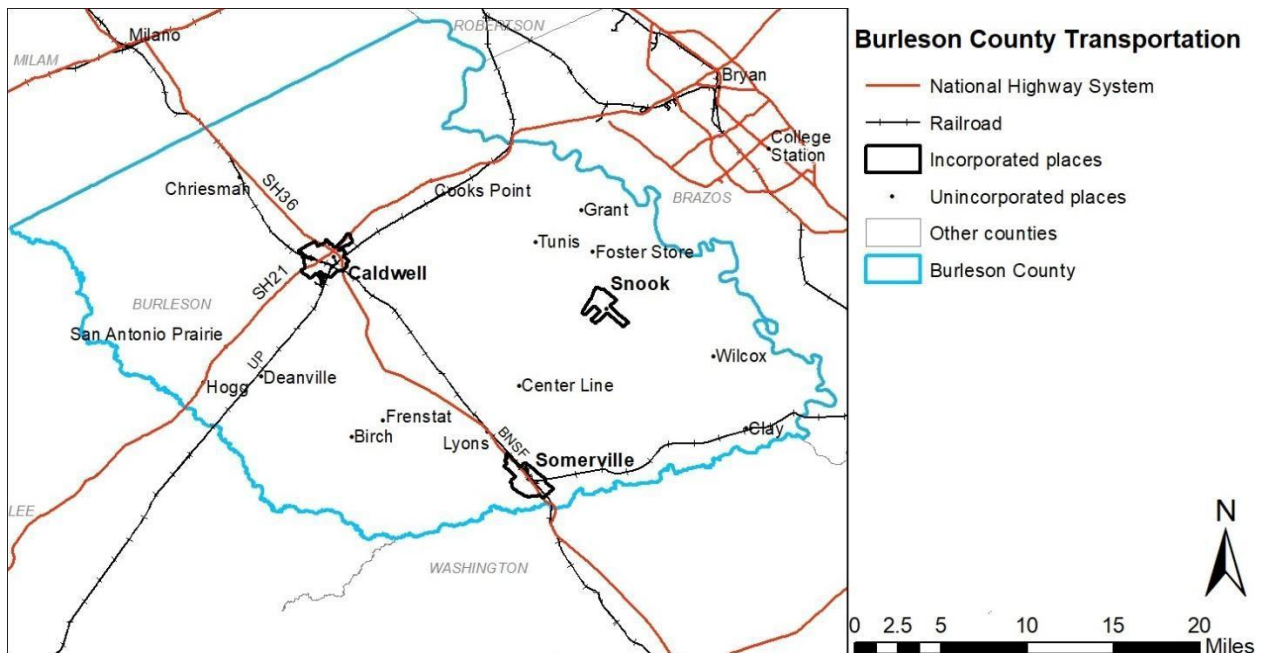 ROBERTSON
Milano
MILAM
Bryan
College
Station
Chriesman
SH36
Cooks Point
BRAZOS
Grant
Tunis
Foster Store
Caldwell
SH21
Snook
BURLESON
San Antonio Prairie
UP
Wilcox
Hogg
Deanville
Center Line
Frenstat
Birch
Lyons
BNSF
Clay
Somerville
LEE
WASHINGTON
Burleson County Transportation
National Highway System
Railroad
Incorporated places
Unincorporated places
Other counties
Burleson County
N
0 2.5 5 10 15 20
Miles